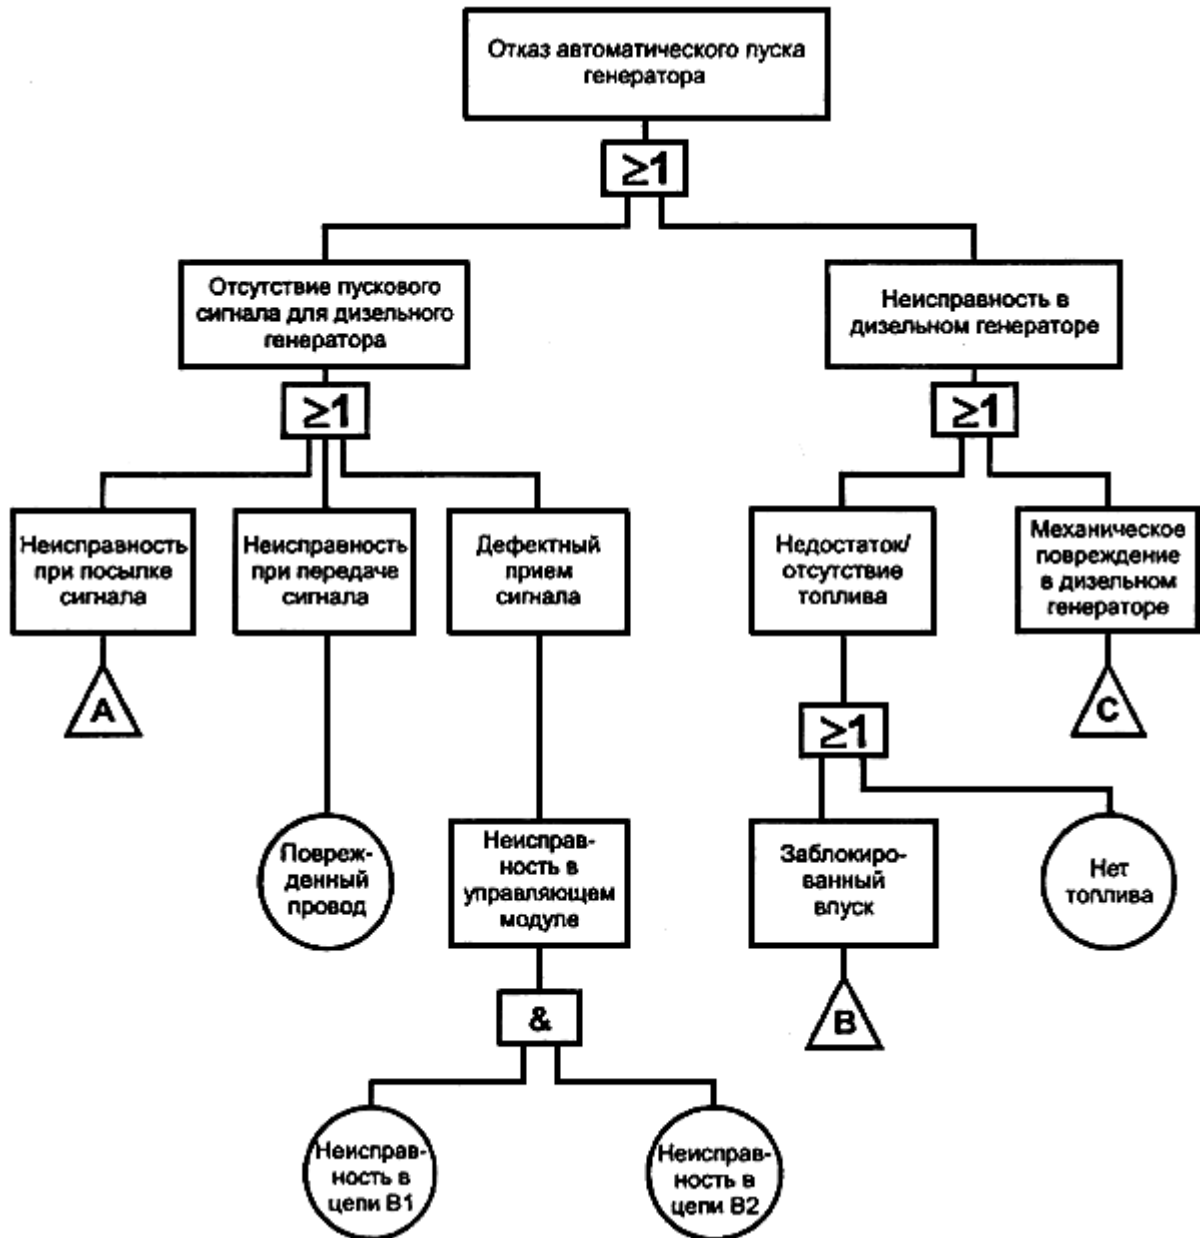 Отказ автоматического пуска
генератора
≥1
Отсутствие пускового
сигнала для дизельного
генератора
Неисправность в
дизельном генераторе
≥1
≥1
Неисправность
при посылке
сигнала
Неисправность
при передаче
сигнала
Дефектный
прием
сигнала
Недостаток/
отсутствие
топлива
Механическое
повреждение
в дизельном
генераторе
A
C
≥1
Повреж-
денный
провод
Неисправ-
ность в
управляющем
модуле
Заблокиро-
ванный
впуск
Нет
топлива
&
B
Неисправ-
ность в
цепи B1
Неисправ-
ность в
цепи B2